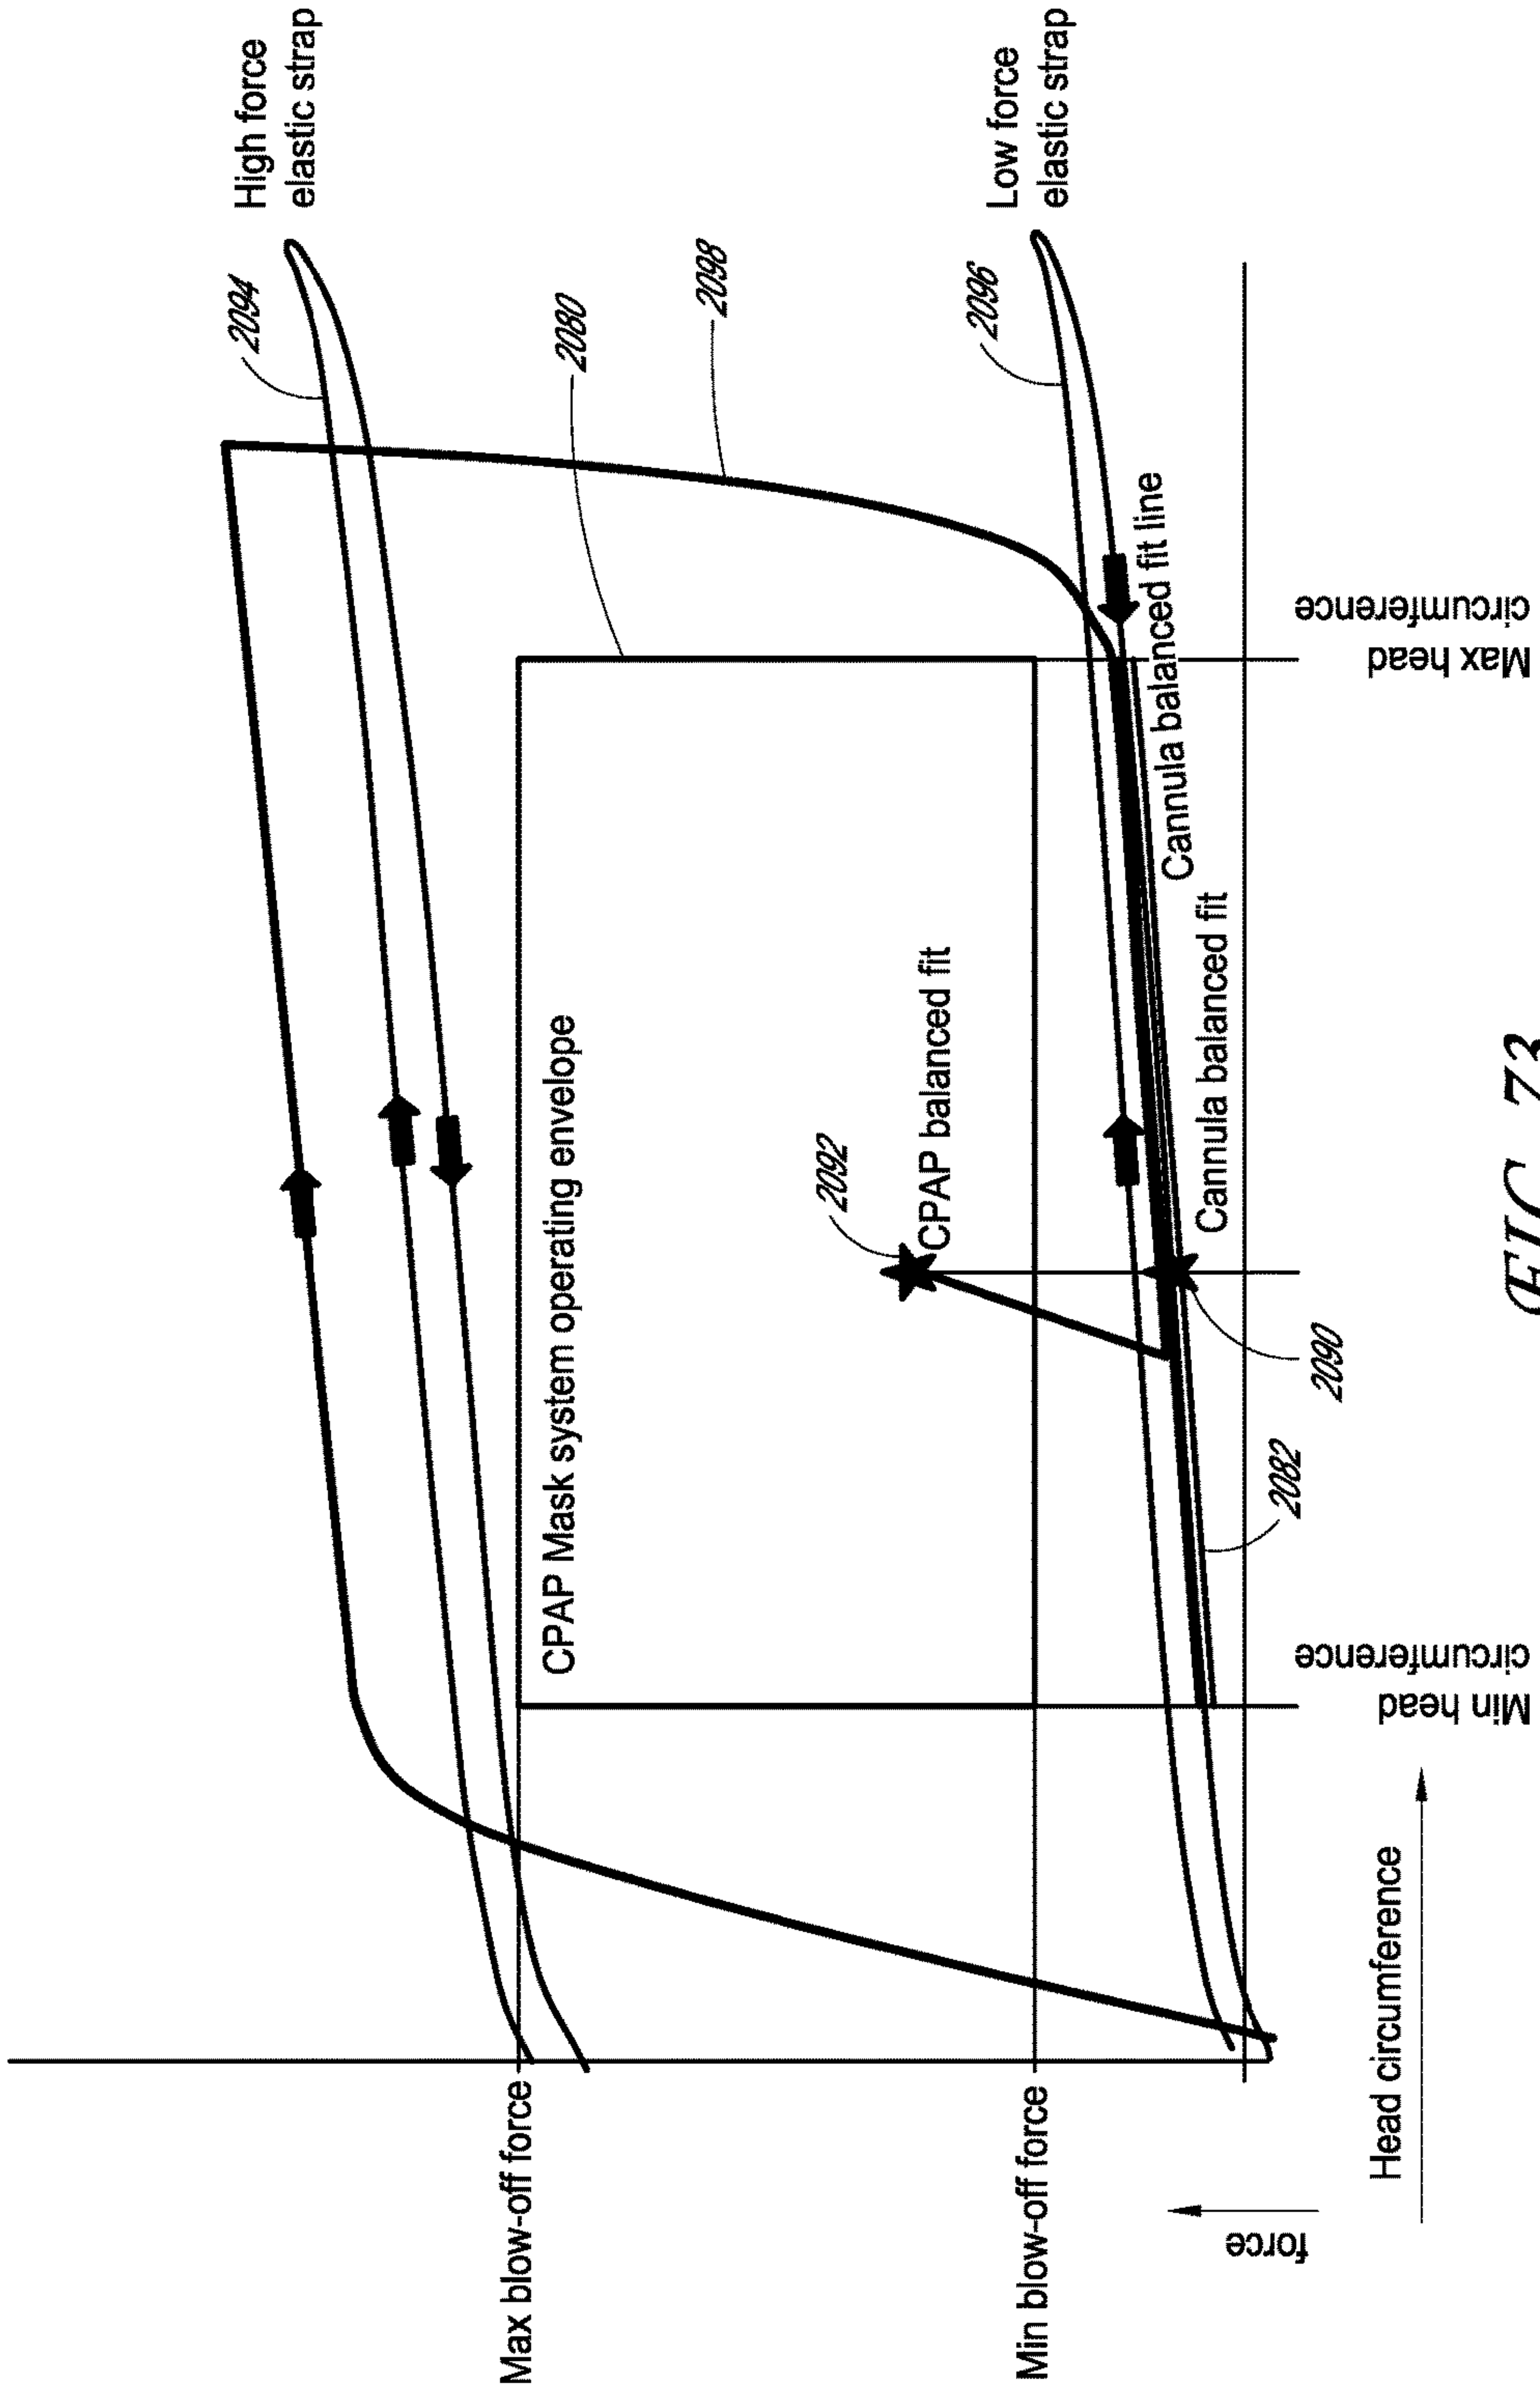 High force
elastic strap
2094
2098
2080
Low force
elastic strap
2096
Max blow-off force
CPAP Mask system operating envelope
2092
CPAP balanced fit
Cannula balanced fit line
Cannula balanced fit
Min blow-off force
2082
2090
force
Head circumference
Min head
circumference
Max head
circumference
FIG. 73